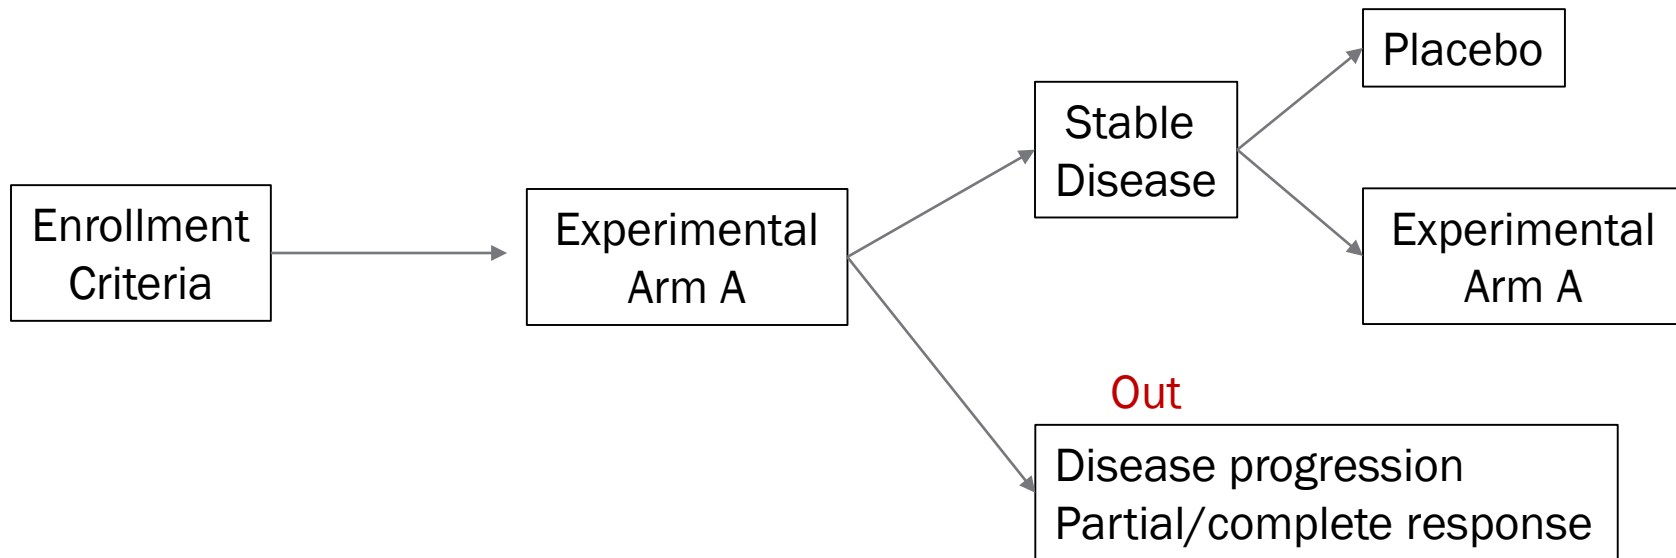 Enrollment
Criteria
Experimental
Arm A
Stable
Disease
Placebo
Experimental
Arm A
Out
Disease progression
Partial/complete response